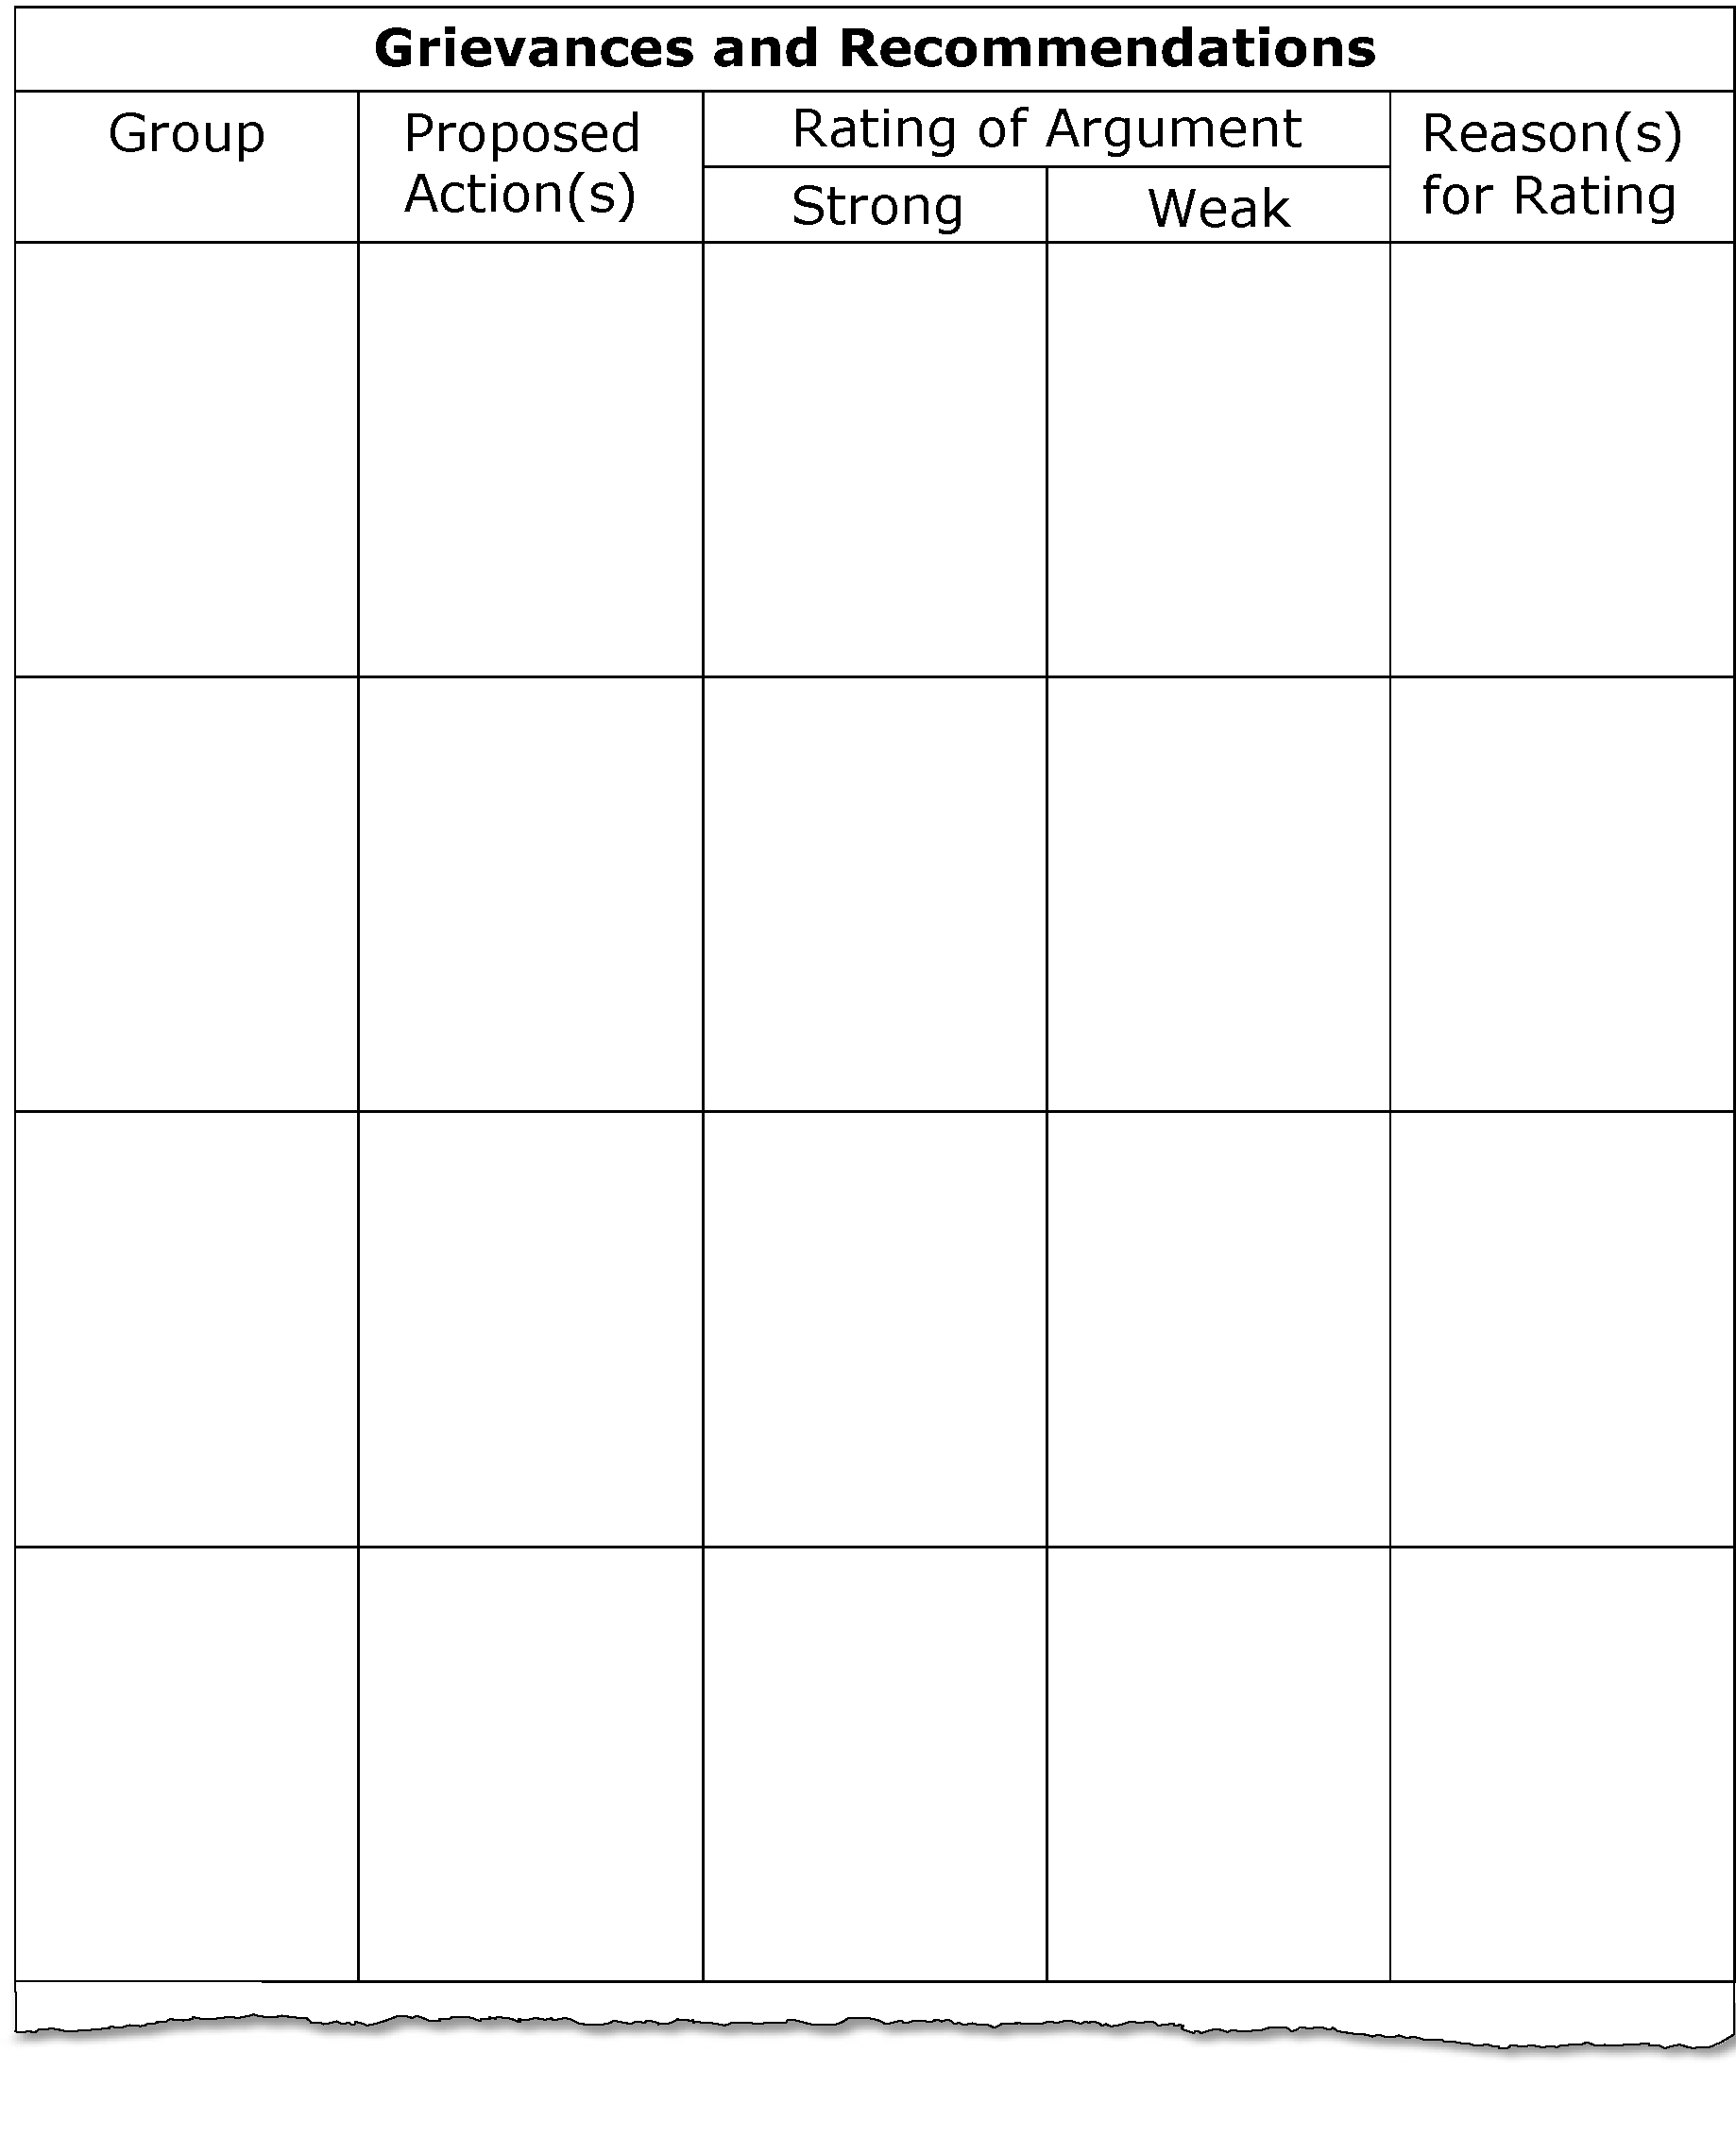 Grievances and Recommendations
Group
Proposed
Action(s)
Rating of Argument
Strong
Weak
Reason(s)
for Rating